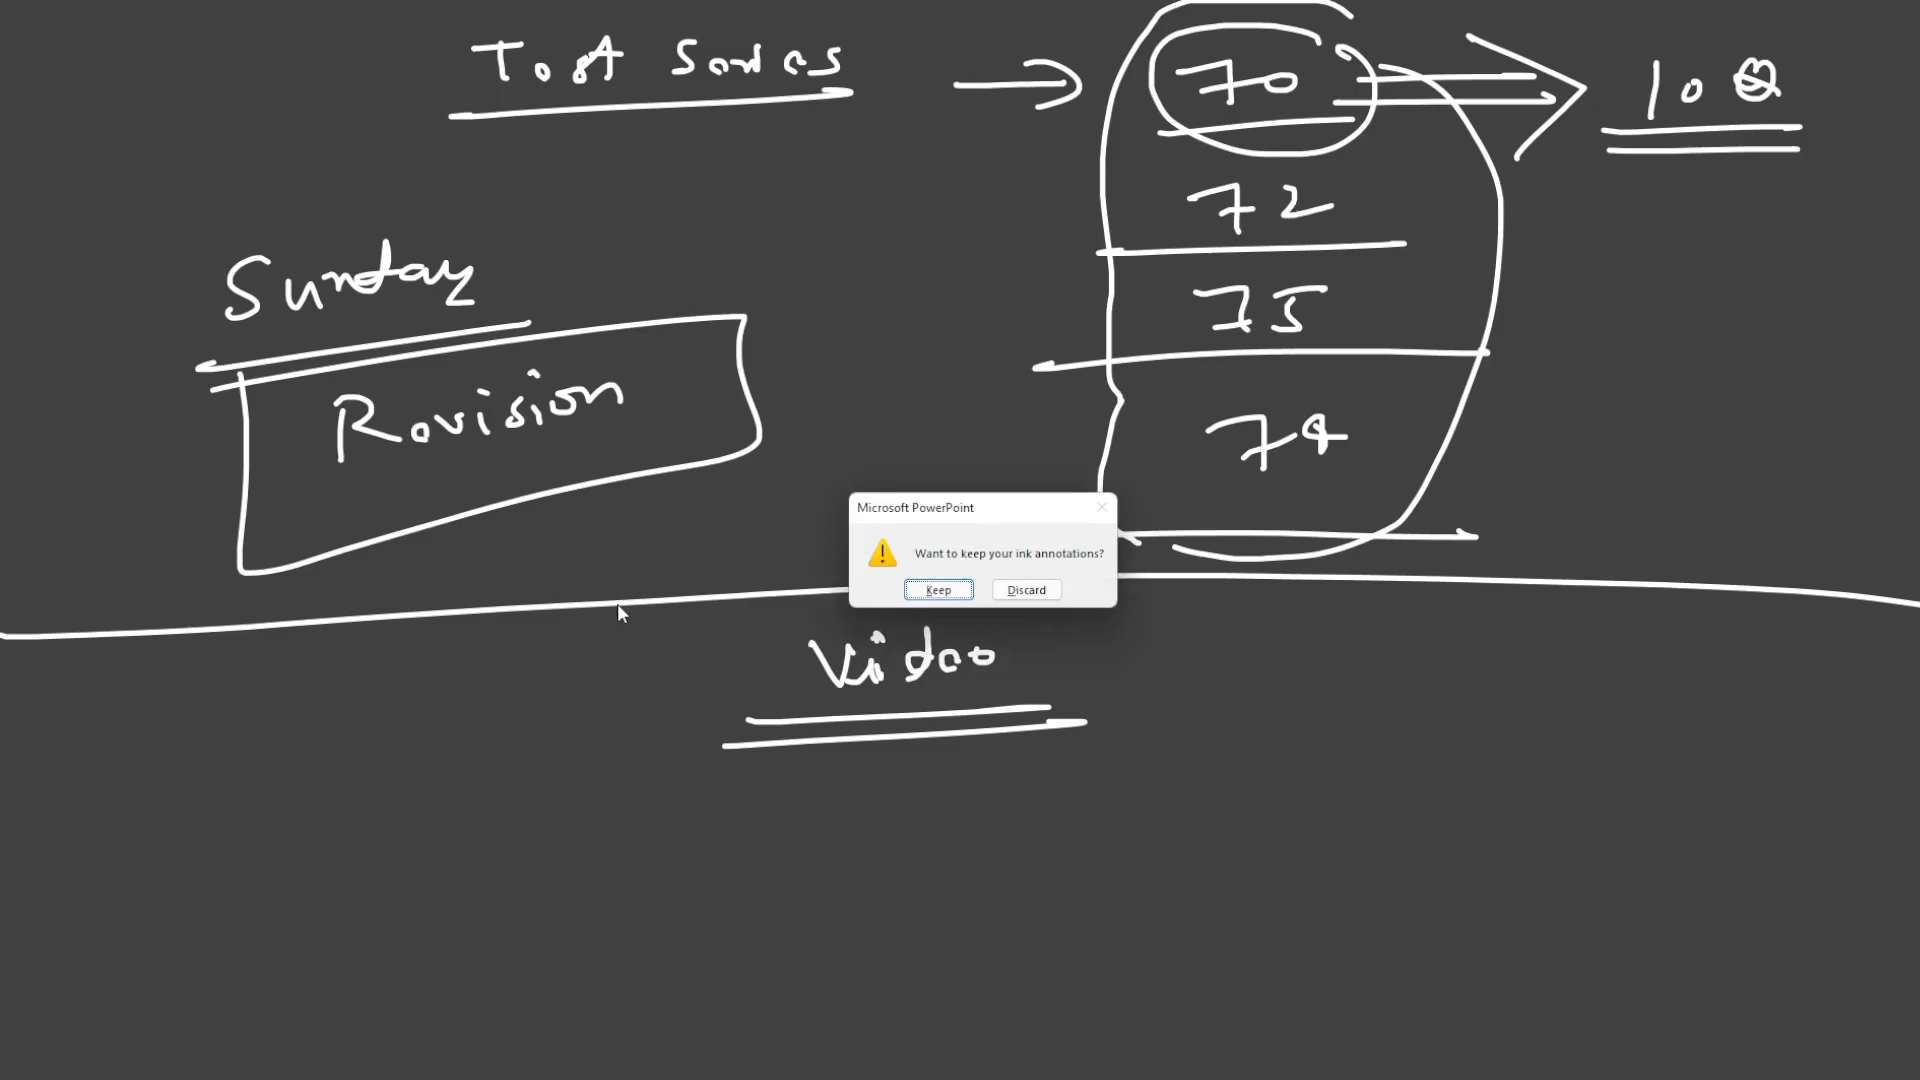 Test Series
70
10 Q
72
75
74
Sunday
Revision
Video
Microsoft PowerPoint
Want to keep your ink annotations?
Keep
Discard